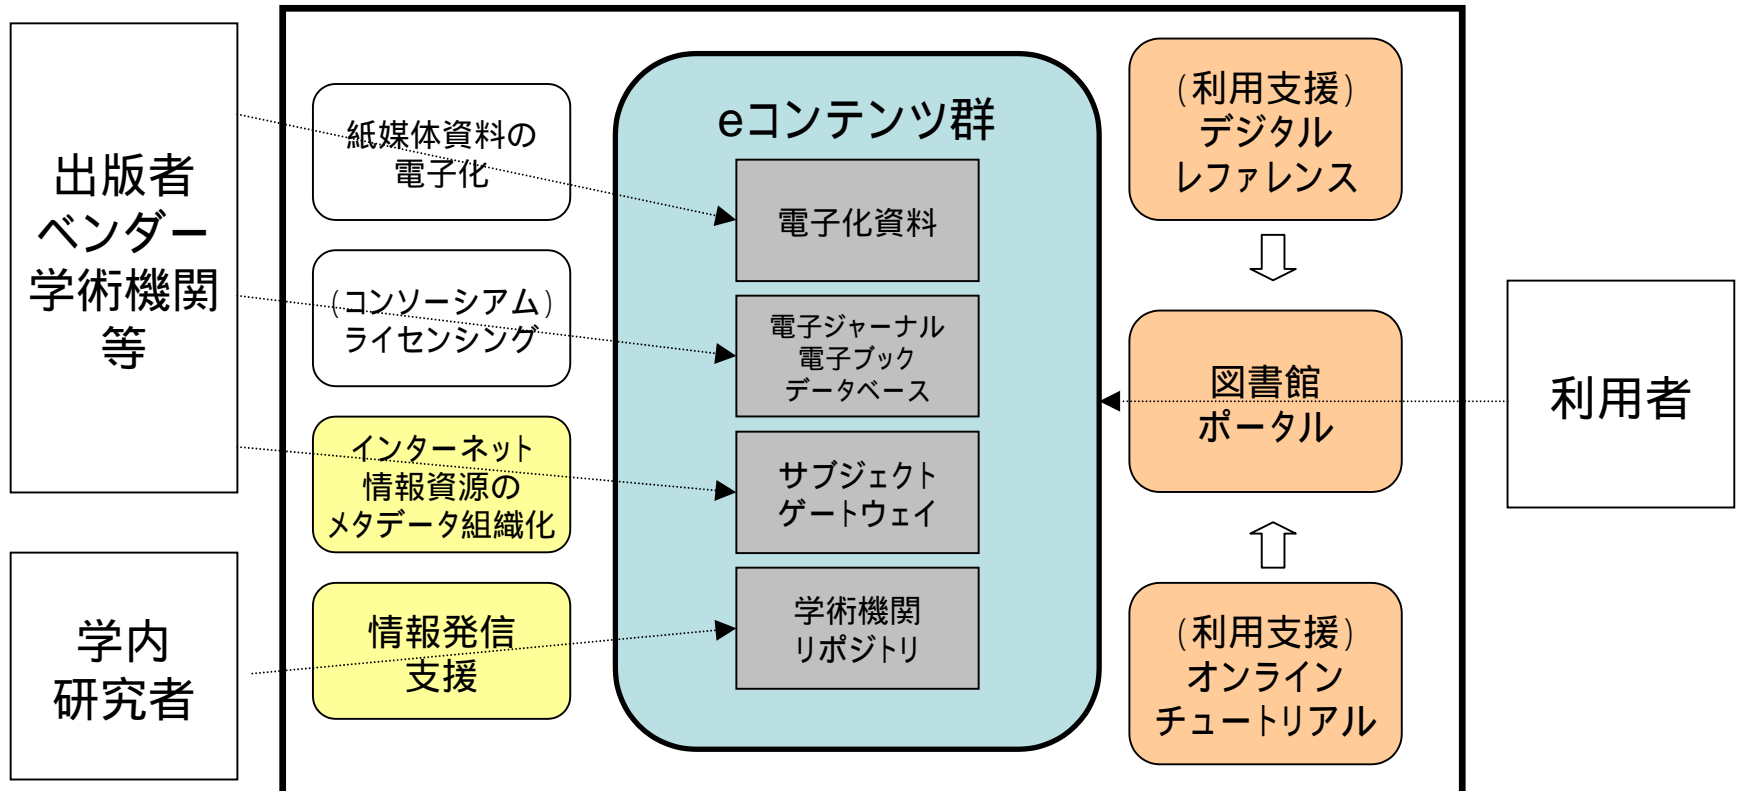 出版者
ベンダー
学術機関
等
学内
研究者
紙媒体資料の
電子化
(コンソーシアム)
ライセンシング
インターネット
情報資源の
メタデータ組織化
情報発信
支援
eコンテンツ群
電子化資料
電子ジャーナル
電子ブック
データベース
サブジェクト
ゲートウェイ
学術機関
リポジトリ
(利用支援)
デジタル
レファレンス
図書館
ポータル
(利用支援)
オンライン
チュートリアル
利用者